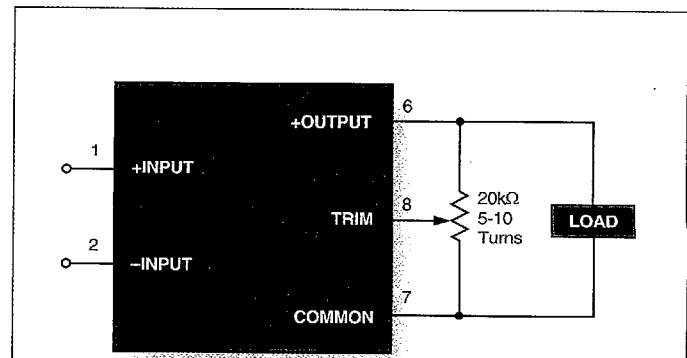 6
+OUTPUT
1
+INPUT
20kΩ
8
5-10
LOAD
TRIM
Turns
2
–INPUT
7
COMMON